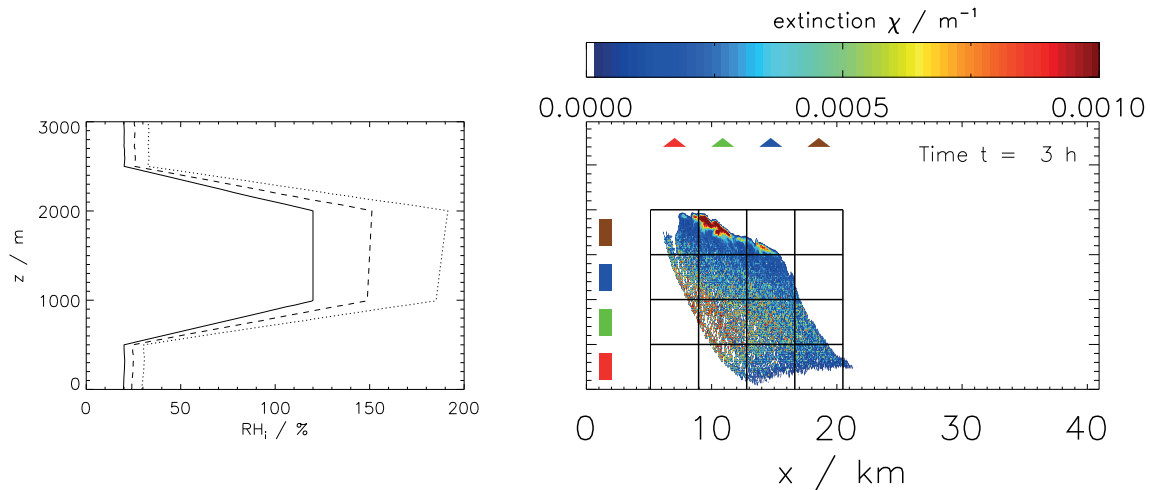 extinction χ / m⁻¹
0.0000 0.0005 0.0010
3000
2000
1000
0
z / m
0 50 100 150 200
RHᵢ / %
Time t = 3 h
0 10 20 30 40
x / km